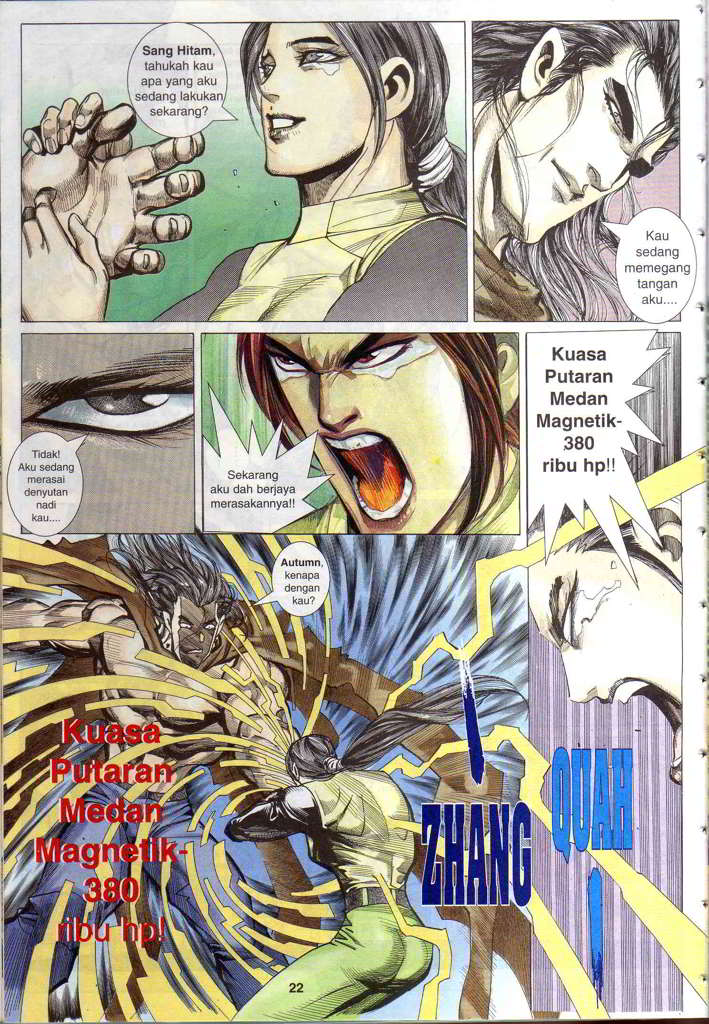 Sang Hitam,
tahukah kau
apa yang aku
sedang lakukan
sekarang?
Kau
sedang
memegang
tangan
aku....
Tidak!
Aku sedang
merasai
denyutan
nadi
kau....
Sekarang
aku dah berjaya
merasakannya!!
Kuasa
Putaran
Medan
Magnetik-
380
ribu hp!!
Autumn,
kenapa
dengan
kau?
Kuasa
Putaran
Medan
Magnetik-
380
ribu hp!
ZHANG!
QUAH!
22